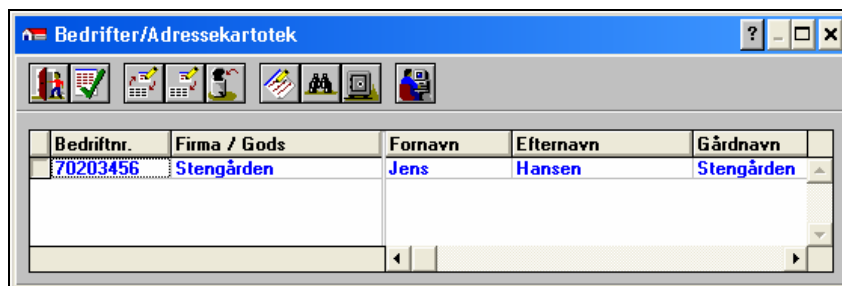 Bedrifter/Adressekartotek ?
Bedriftnr. Firma / Gods Fornavn Efternavn Gårdnavn
70203456 Stengården Jens Hansen Stengården